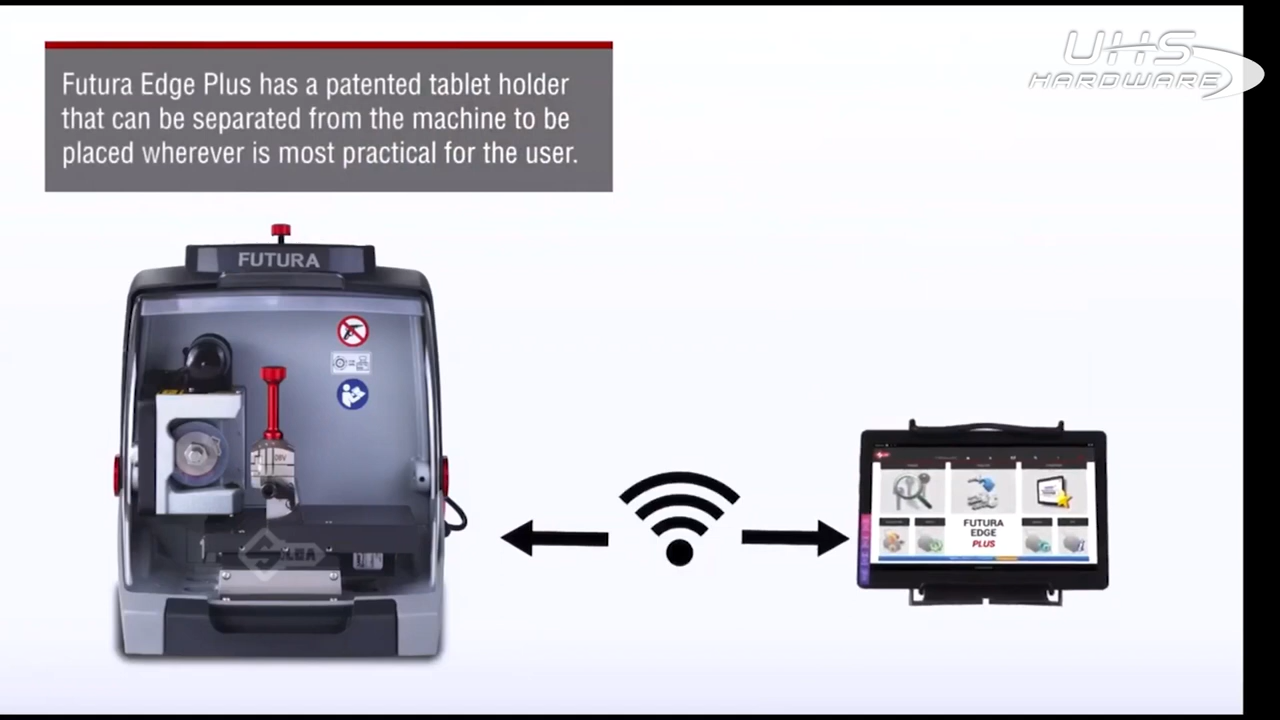 UHS
HARDWARE
Futura Edge Plus has a patented tablet holder
that can be separated from the machine to be
placed wherever is most practical for the user.
FUTURA
SILCA
FUTURA
EDGE
PLUS